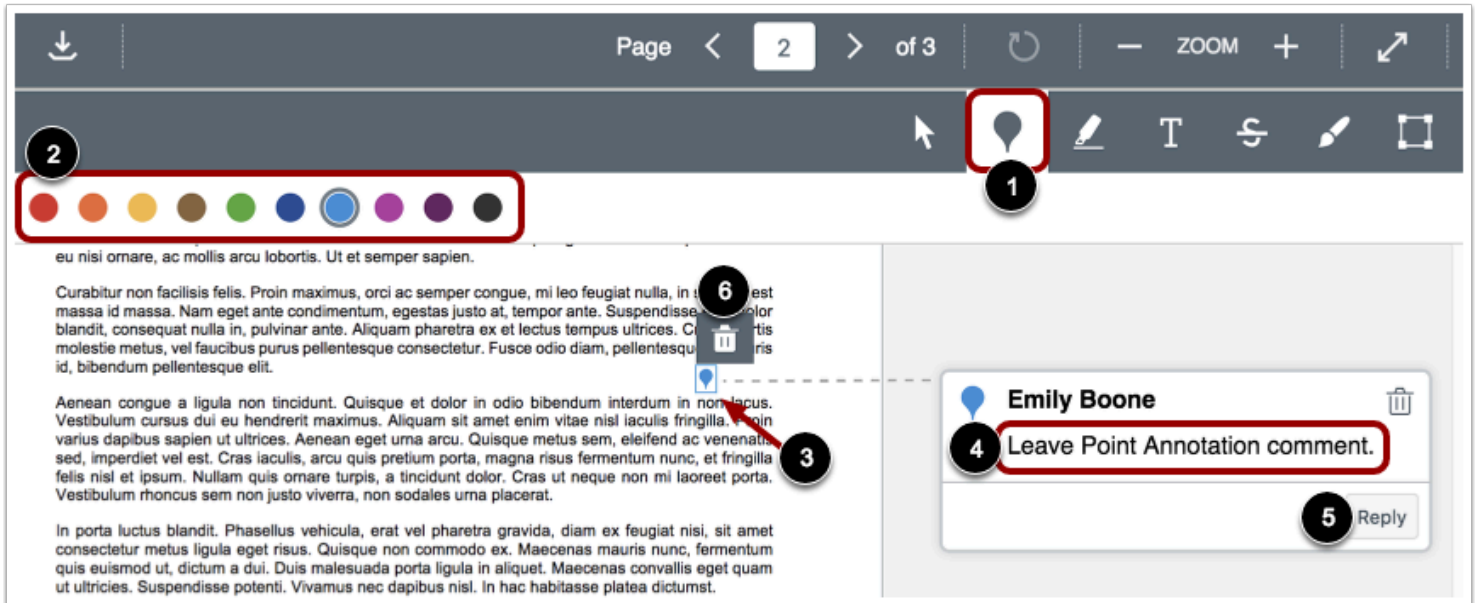 Page 2 of 3 ZOOM
1
2
eu nisi ornare, ac mollis arcu lobortis. Ut et semper sapien.
6
Curabitur non facilisis felis. Proin maximus, orci ac semper congue, mi leo feugiat nulla, in est
massa id massa. Nam eget ante condimentum, egestas justo at, tempor ante. Suspendisse olor
blandit, consequat nulla in, pulvinar ante. Aliquam pharetra ex et lectus tempus ultrices. C rtis
molestie metus, vel faucibus purus pellentesque consectetur. Fusce odio diam, pellentesqu ris
id, bibendum pellentesque elit.
Aenean congue a ligula non tincidunt. Quisque et dolor in odio bibendum interdum in non lacus.
Vestibulum cursus dui eu hendrerit maximus. Aliquam sit amet enim vitae nisl iaculis fringilla. Proin
varius dapibus sapien ut ultrices. Aenean eget urna arcu. Quisque metus sem, eleifend ac venenatis
sed, imperdiet vel est. Cras iaculis, arcu quis pretium porta, magna risus fermentum nunc, et fringilla
felis nisl et ipsum. Nullam quis ornare turpis, a tincidunt dolor. Cras ut neque non mi laoreet porta.
Vestibulum rhoncus sem non justo viverra, non sodales urna placerat.
3
In porta luctus blandit. Phasellus vehicula, erat vel pharetra gravida, diam ex feugiat nisi, sit amet
consectetur metus ligula eget risus. Quisque non commodo ex. Maecenas mauris nunc, fermentum
quis euismod ut, dictum a dui. Duis malesuada porta ligula in aliquet. Maecenas convallis eget quam
ut ultricies. Suspendisse potenti. Vivamus nec dapibus nisl. In hac habitasse platea dictumst.
Emily Boone
4 Leave Point Annotation comment.
5 Reply